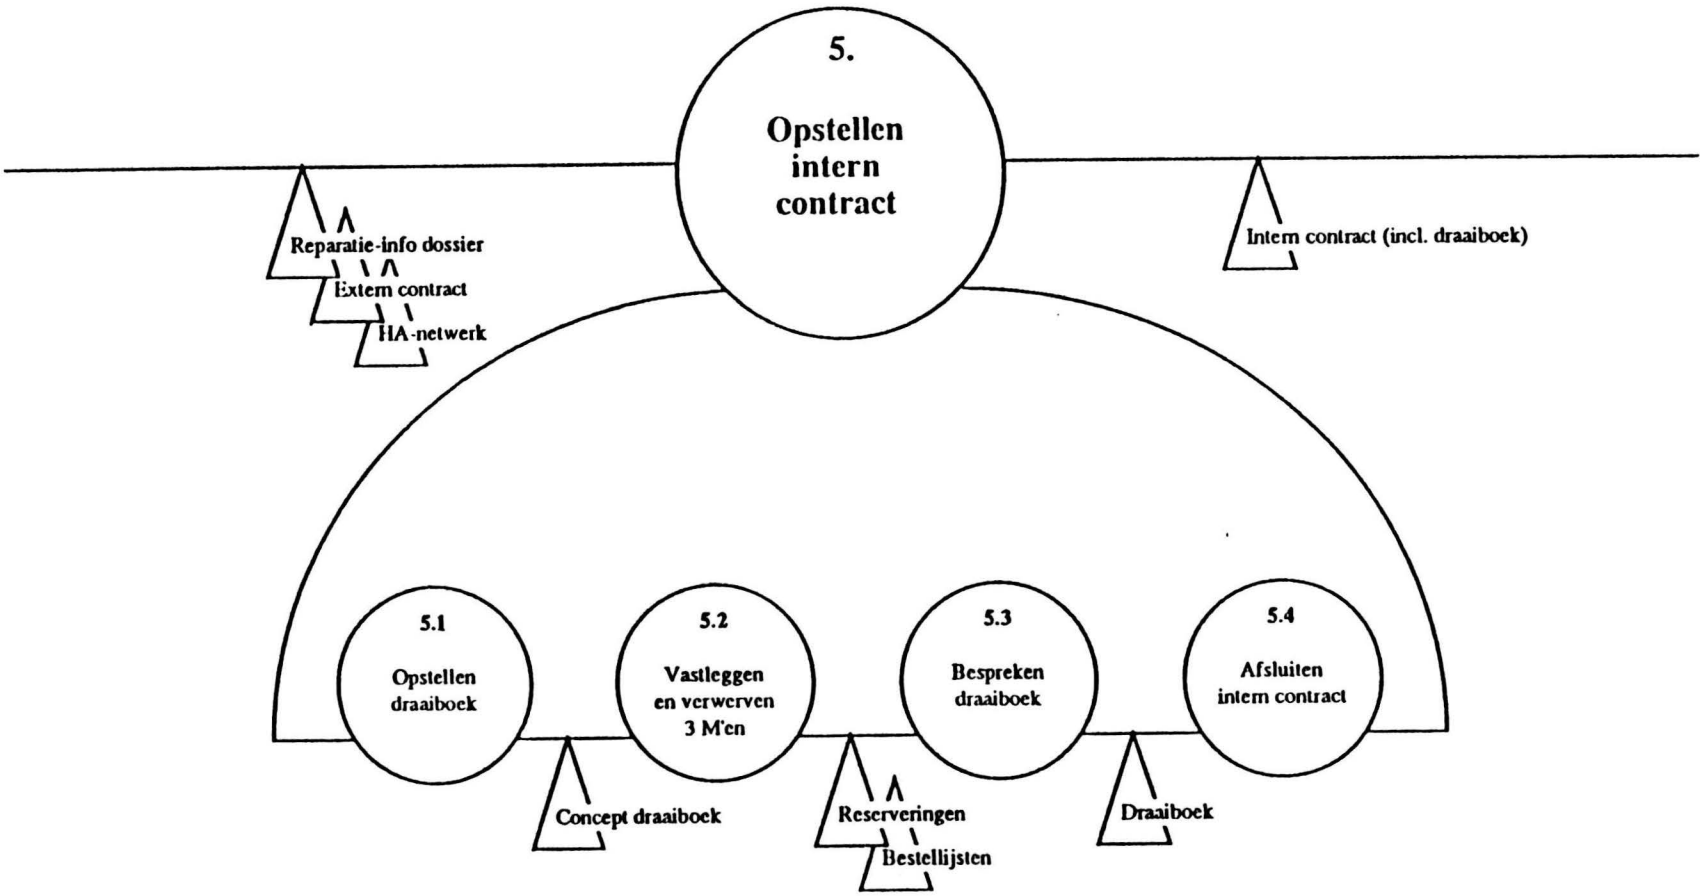 5.
Opstellen
intern
contract
Reparatie-info dossier
Extern contract
HA-netwerk
Intern contract (incl. draaiboek)
5.1
Opstellen
draaiboek
5.2
Vastleggen
en verwerven
3 M'en
5.3
Bespreken
draaiboek
5.4
Afsluiten
intern contract
Concept draaiboek
Reserveringen
Bestellijsten
Draaiboek